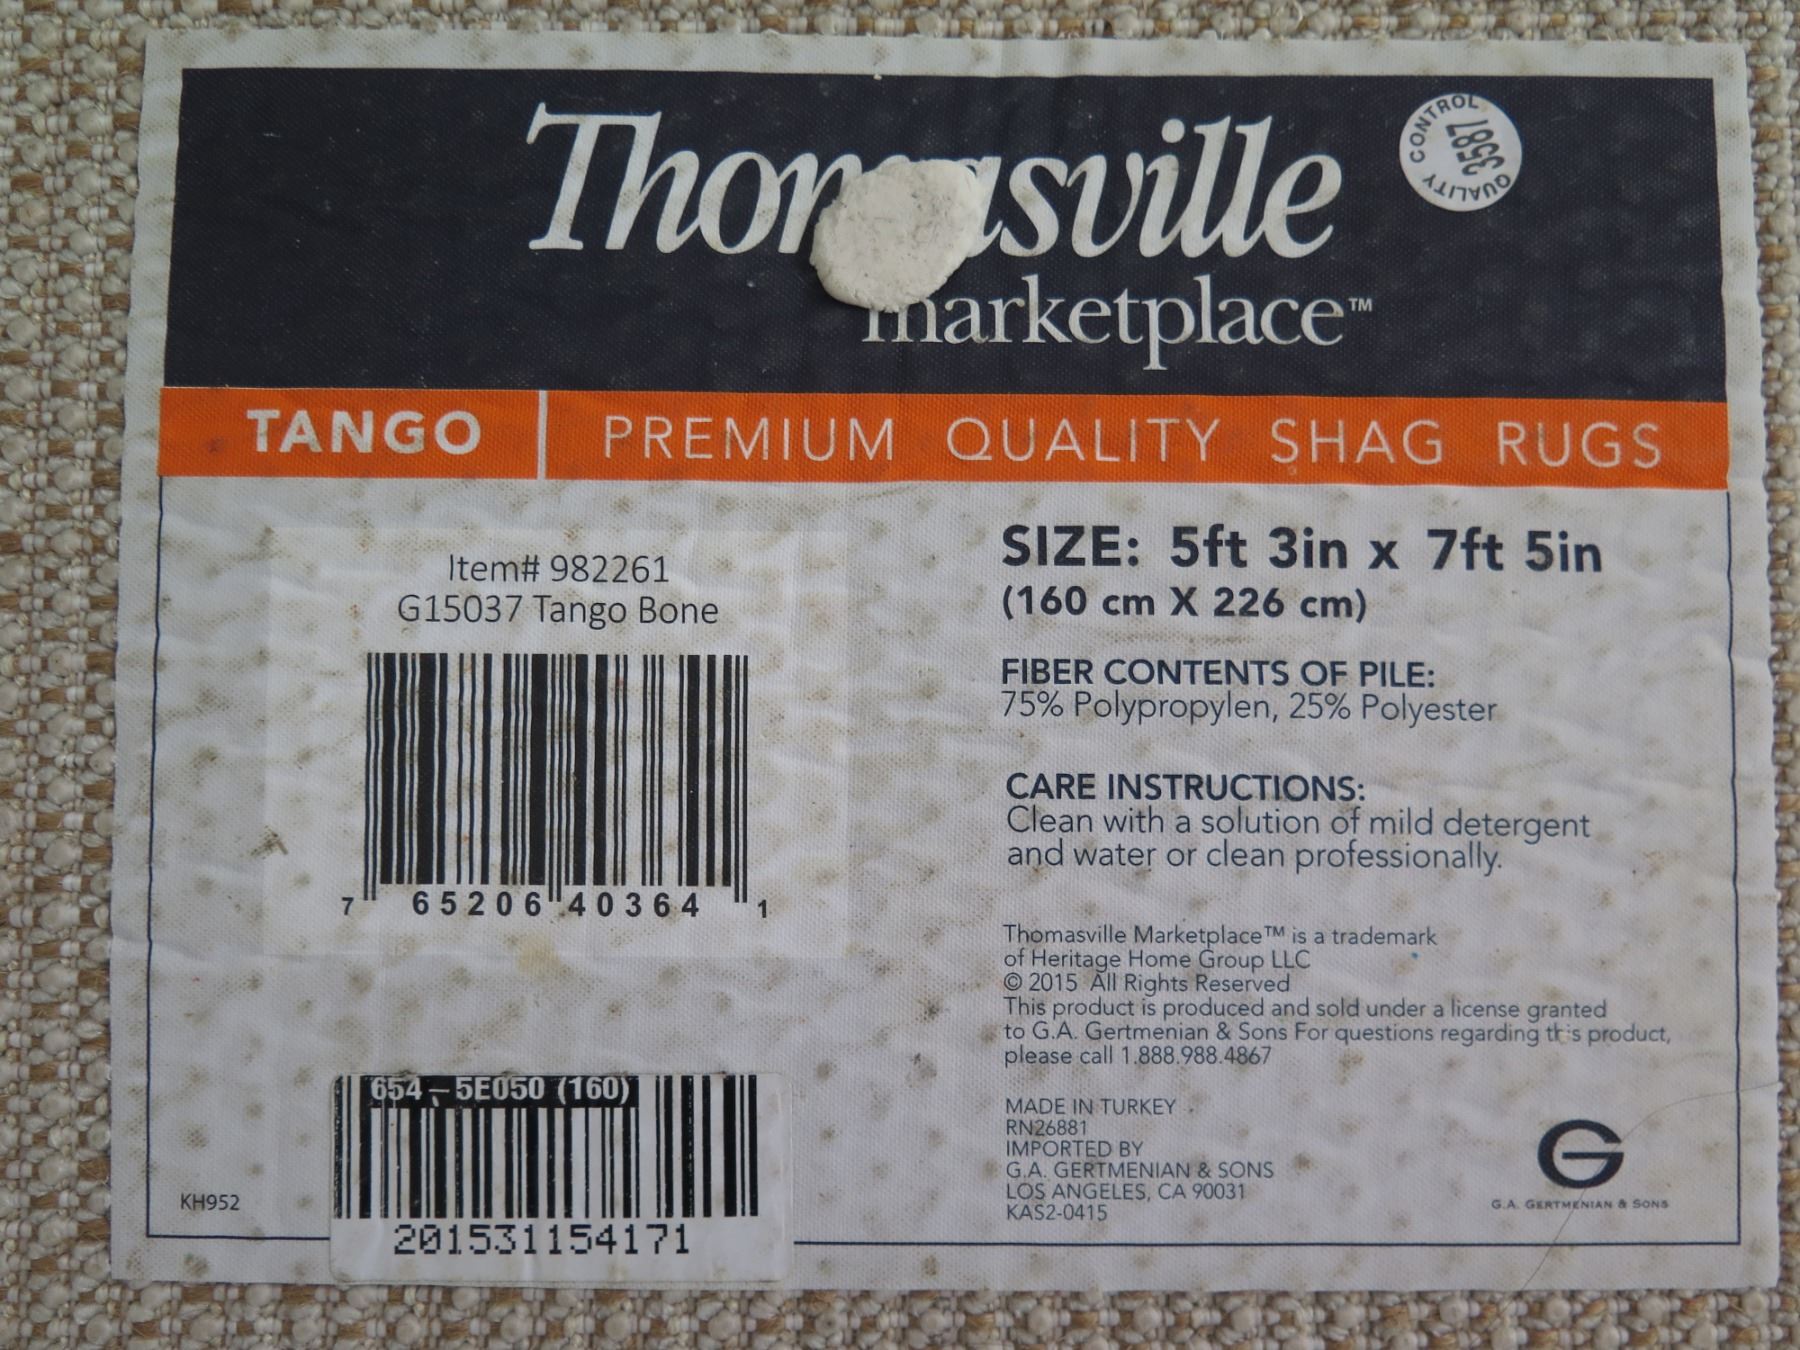 Thomasville
marketplace™
QUALITY CONTROL
3587
TANGO | PREMIUM QUALITY SHAG RUGS
Item# 982261
G15037 Tango Bone
7 65206 40364 1
654-5E050 (160)
201531154171
KH952
SIZE: 5ft 3in x 7ft 5in
(160 cm X 226 cm)
FIBER CONTENTS OF PILE:
75% Polypropylen, 25% Polyester
CARE INSTRUCTIONS:
Clean with a solution of mild detergent
and water or clean professionally.
Thomasville Marketplace™ is a trademark
of Heritage Home Group LLC
© 2015 All Rights Reserved
This product is produced and sold under a license granted
to G.A. Gertmenian & Sons For questions regarding this product,
please call 1.888.988.4867
MADE IN TURKEY
RN26881
IMPORTED BY
G.A. GERTMENIAN & SONS
LOS ANGELES, CA 90031
KAS2-0415
G
G.A. GERTMENIAN & SONS